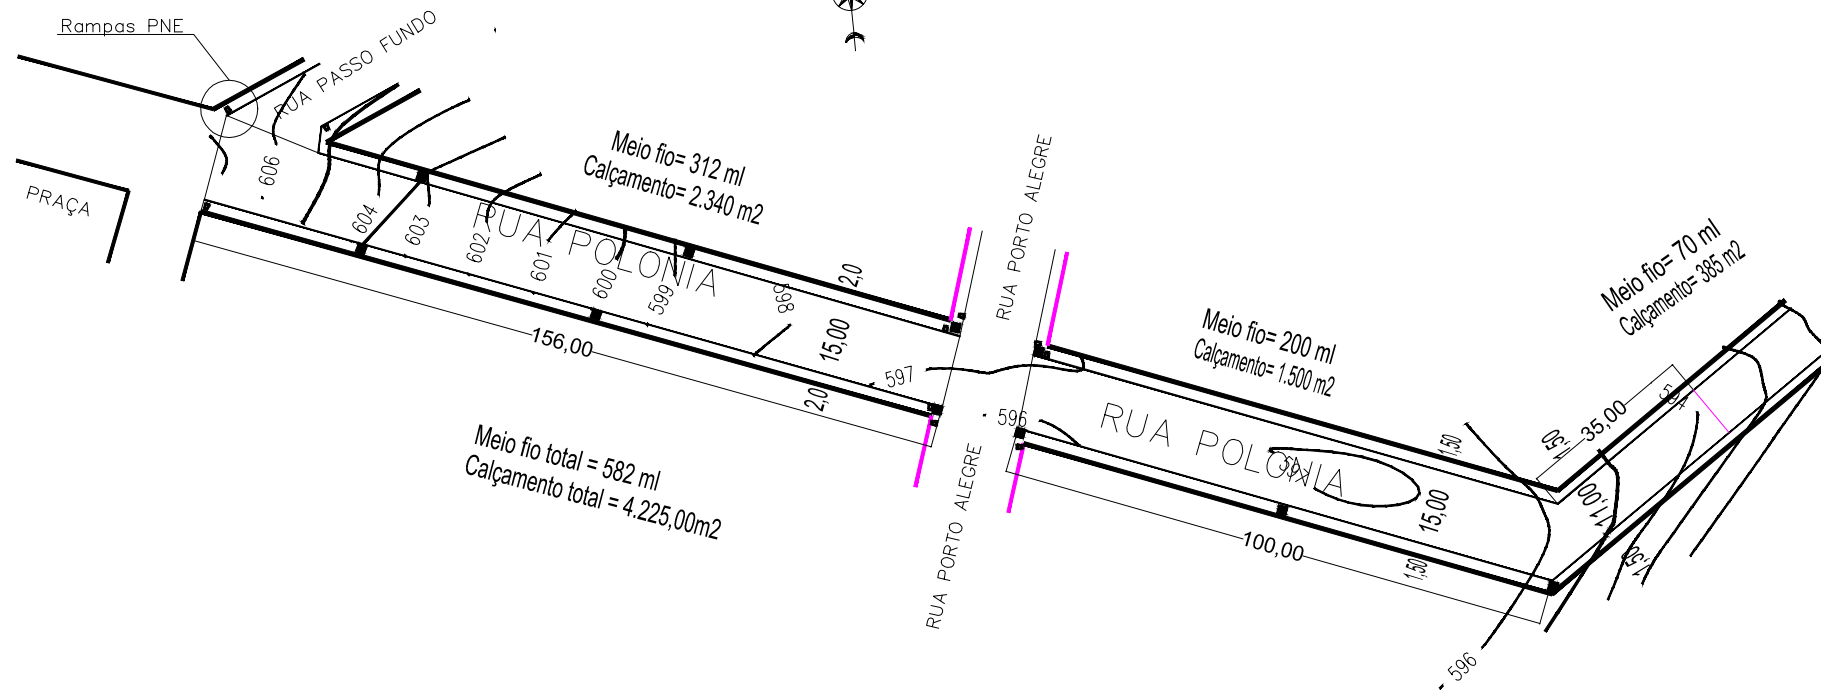 Rampas PNE
RUA PASSO FUNDO
PRAÇA
606
604
603
602
601
600
599
598
597
596
Meio fio= 312 ml
Calçamento= 2.340 m2
RUA POLONIA
2,0
15,00
2,0
156,00
Meio fio total = 582 ml
Calçamento total = 4.225,00m2
RUA PORTO ALEGRE
RUA PORTO ALEGRE
Meio fio= 200 ml
Calçamento= 1.500 m2
RUA POLONIA
1,50
15,00
1,50
100,00
Meio fio= 70 ml
Calçamento= 385 m2
35,00
1,50
11,00
1,50
596